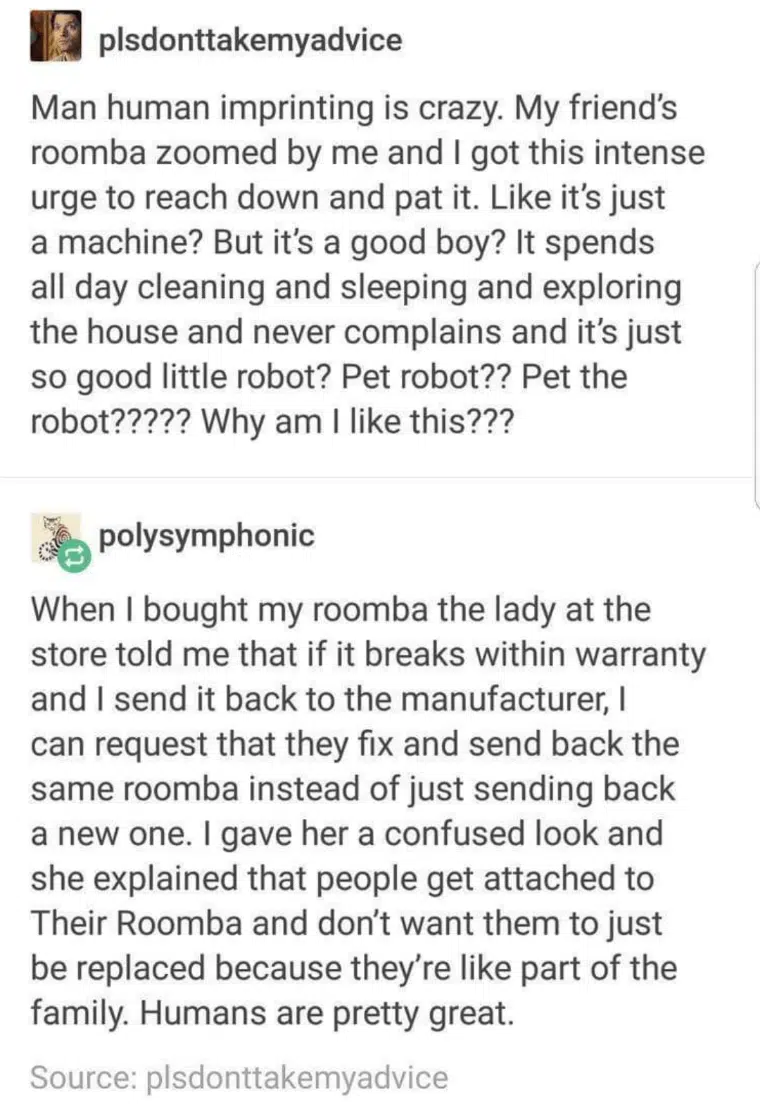 plsdonttakemyadvice
Man human imprinting is crazy. My friend's
roomba zoomed by me and I got this intense
urge to reach down and pat it. Like it's just
a machine? But it's a good boy? It spends
all day cleaning and sleeping and exploring
the house and never complains and it's just
so good little robot? Pet robot?? Pet the
robot????? Why am I like this???
polysymphonic
When I bought my roomba the lady at the
store told me that if it breaks within warranty
and I send it back to the manufacturer, I
can request that they fix and send back the
same roomba instead of just sending back
a new one. I gave her a confused look and
she explained that people get attached to
Their Roomba and don't want them to just
be replaced because they're like part of the
family. Humans are pretty great.
Source: plsdonttakemyadvice